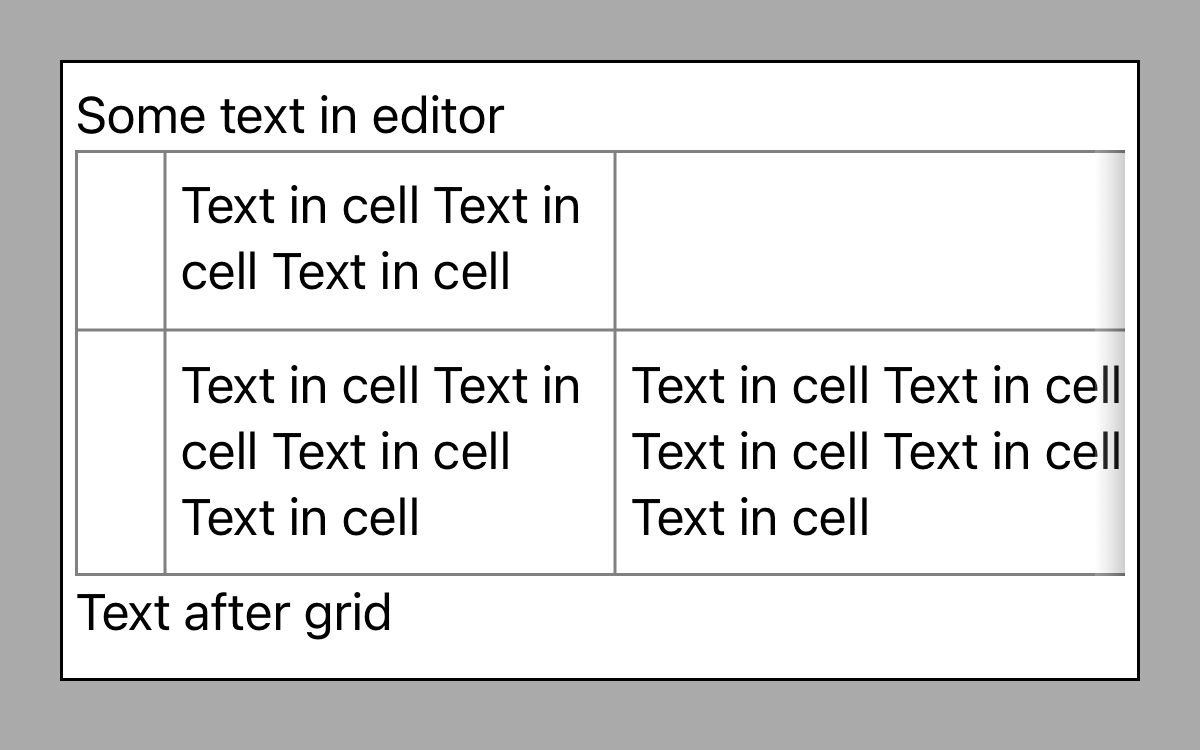 Some text in editor
Text in cell Text in
cell Text in cell
Text in cell Text in
cell Text in cell
Text in cell
Text in cell Text in cell
Text in cell Text in cell
Text in cell
Text after grid